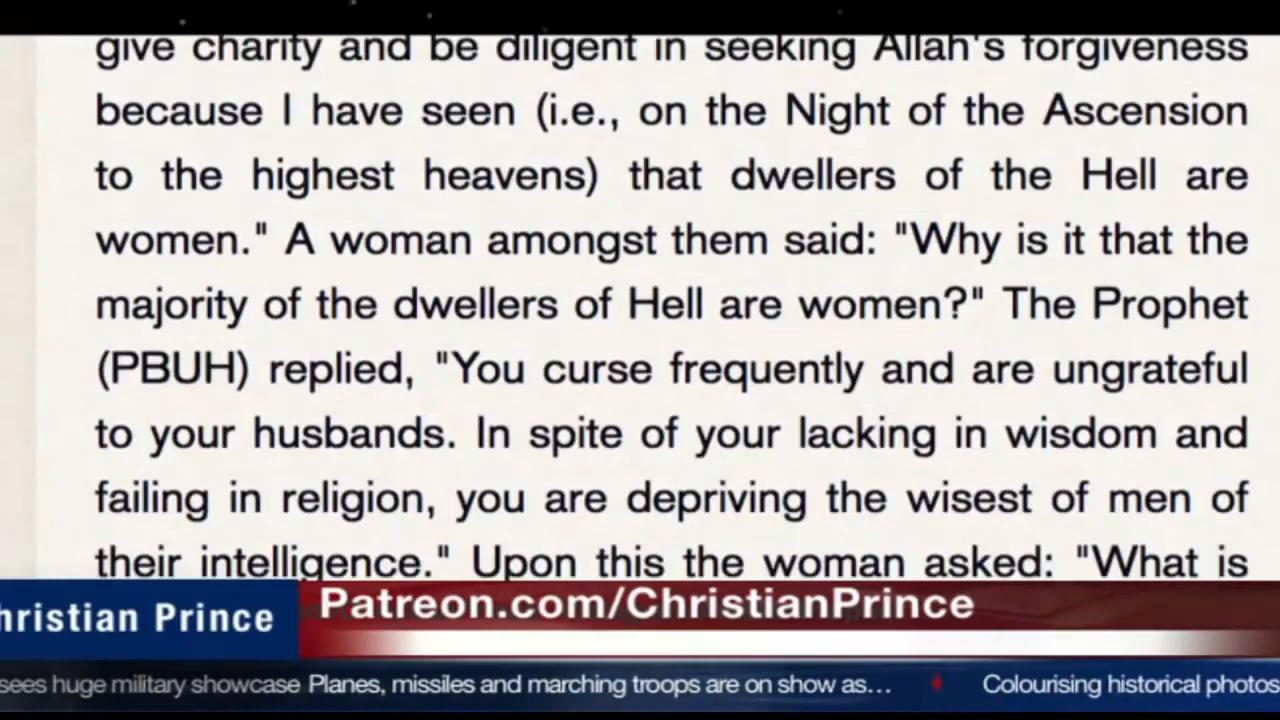 give charity and be diligent in seeking Allah's forgiveness
because I have seen (i.e., on the Night of the Ascension
to the highest heavens) that dwellers of the Hell are
women." A woman amongst them said: "Why is it that the
majority of the dwellers of Hell are women?" The Prophet
(PBUH) replied, "You curse frequently and are ungrateful
to your husbands. In spite of your lacking in wisdom and
failing in religion, you are depriving the wisest of men of
their intelligence." Upon this the woman asked: "What is
hristian Prince
Patreon.com/ChristianPrince
sees huge military showcase Planes, missiles and marching troops are on show as... Colourising historical photos